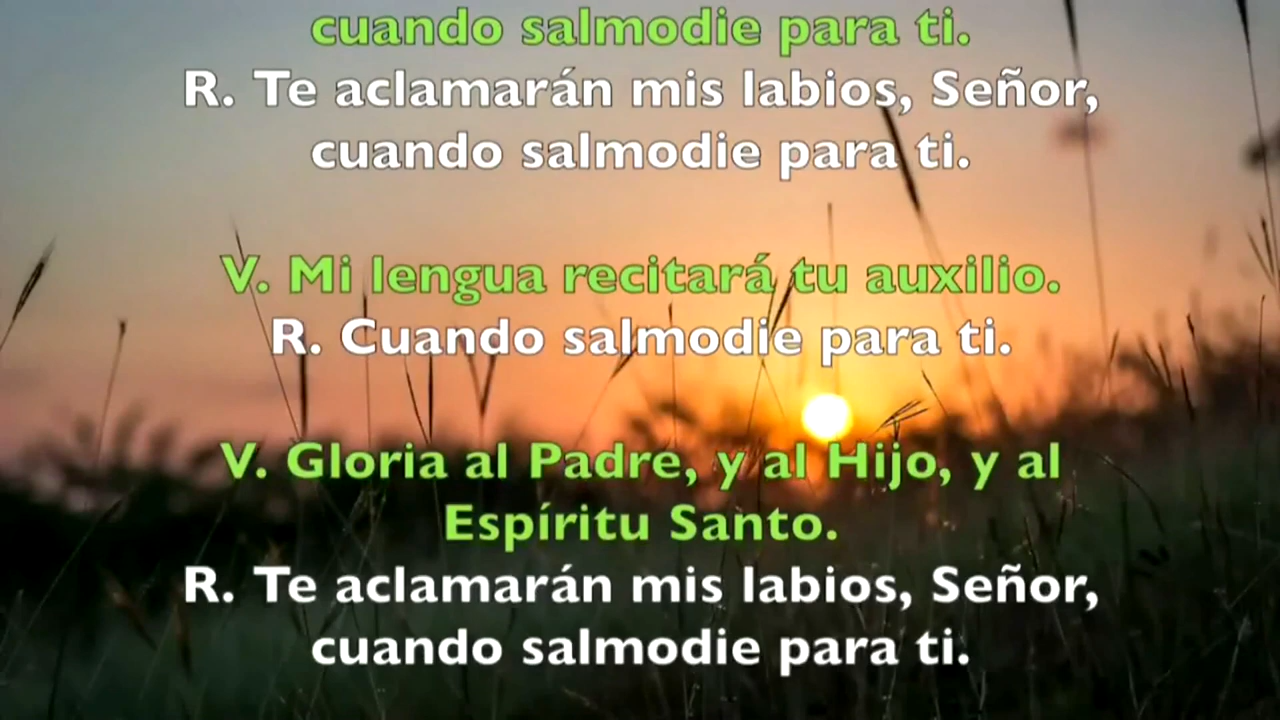 cuando salmodie para ti.
R. Te aclamarán mis labios, Señor,
cuando salmodie para ti.
V. Mi lengua recitará tu auxilio.
R. Cuando salmodie para ti.
V. Gloria al Padre, y al Hijo, y al
Espíritu Santo.
R. Te aclamarán mis labios, Señor,
cuando salmodie para ti.